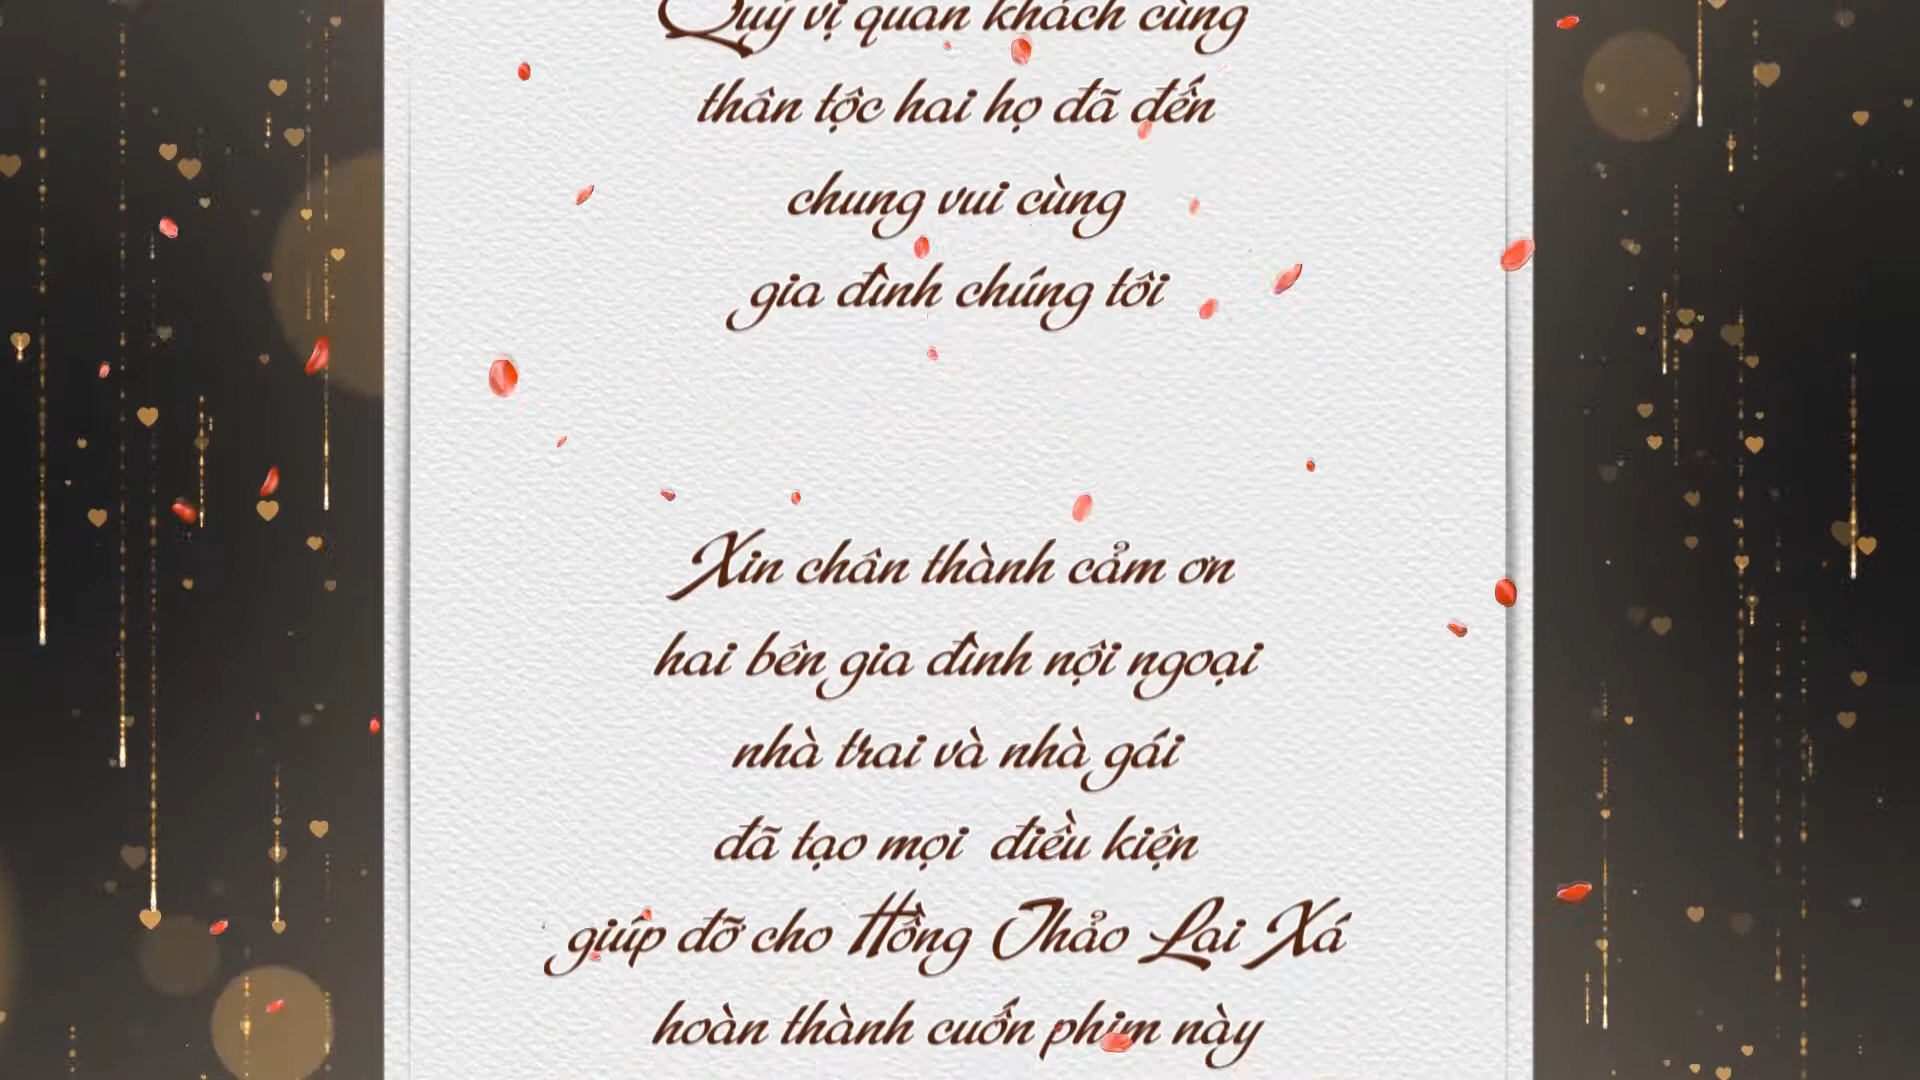 Quý vị quan khách cùng
thân tộc hai họ đã đến
chung vui cùng
gia đình chúng tôi
Xin chân thành cảm ơn
hai bên gia đình nội ngoại
nhà trai và nhà gái
đã tạo mọi điều kiện
giúp đỡ cho Hồng Thảo Lai Xá
hoàn thành cuốn phim này